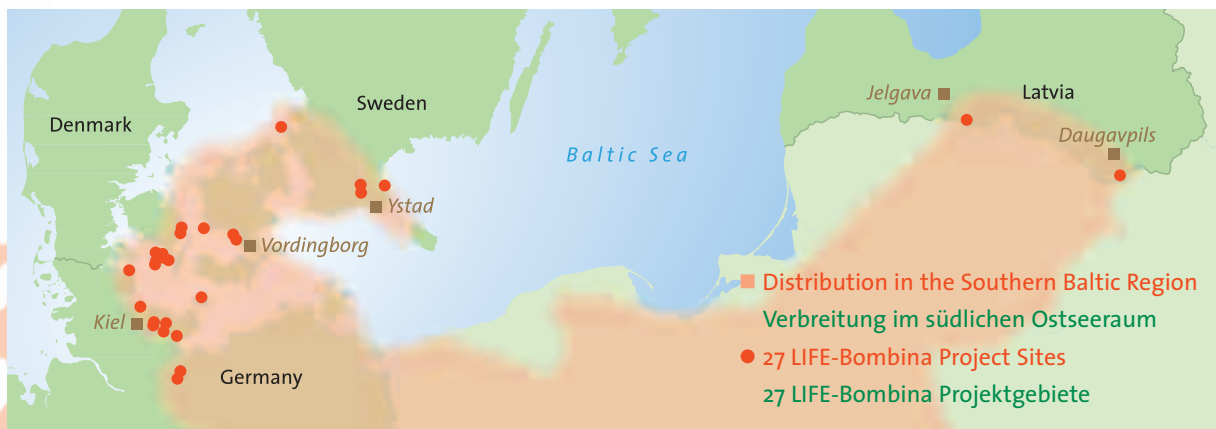 Denmark
Sweden
Jelgava
Latvia
Daugavpils
Baltic Sea
Ystad
Vordingborg
Kiel
Germany
Distribution in the Southern Baltic Region
Verbreitung im südlichen Ostseeraum
27 LIFE-Bombina Project Sites
27 LIFE-Bombina Projektgebiete